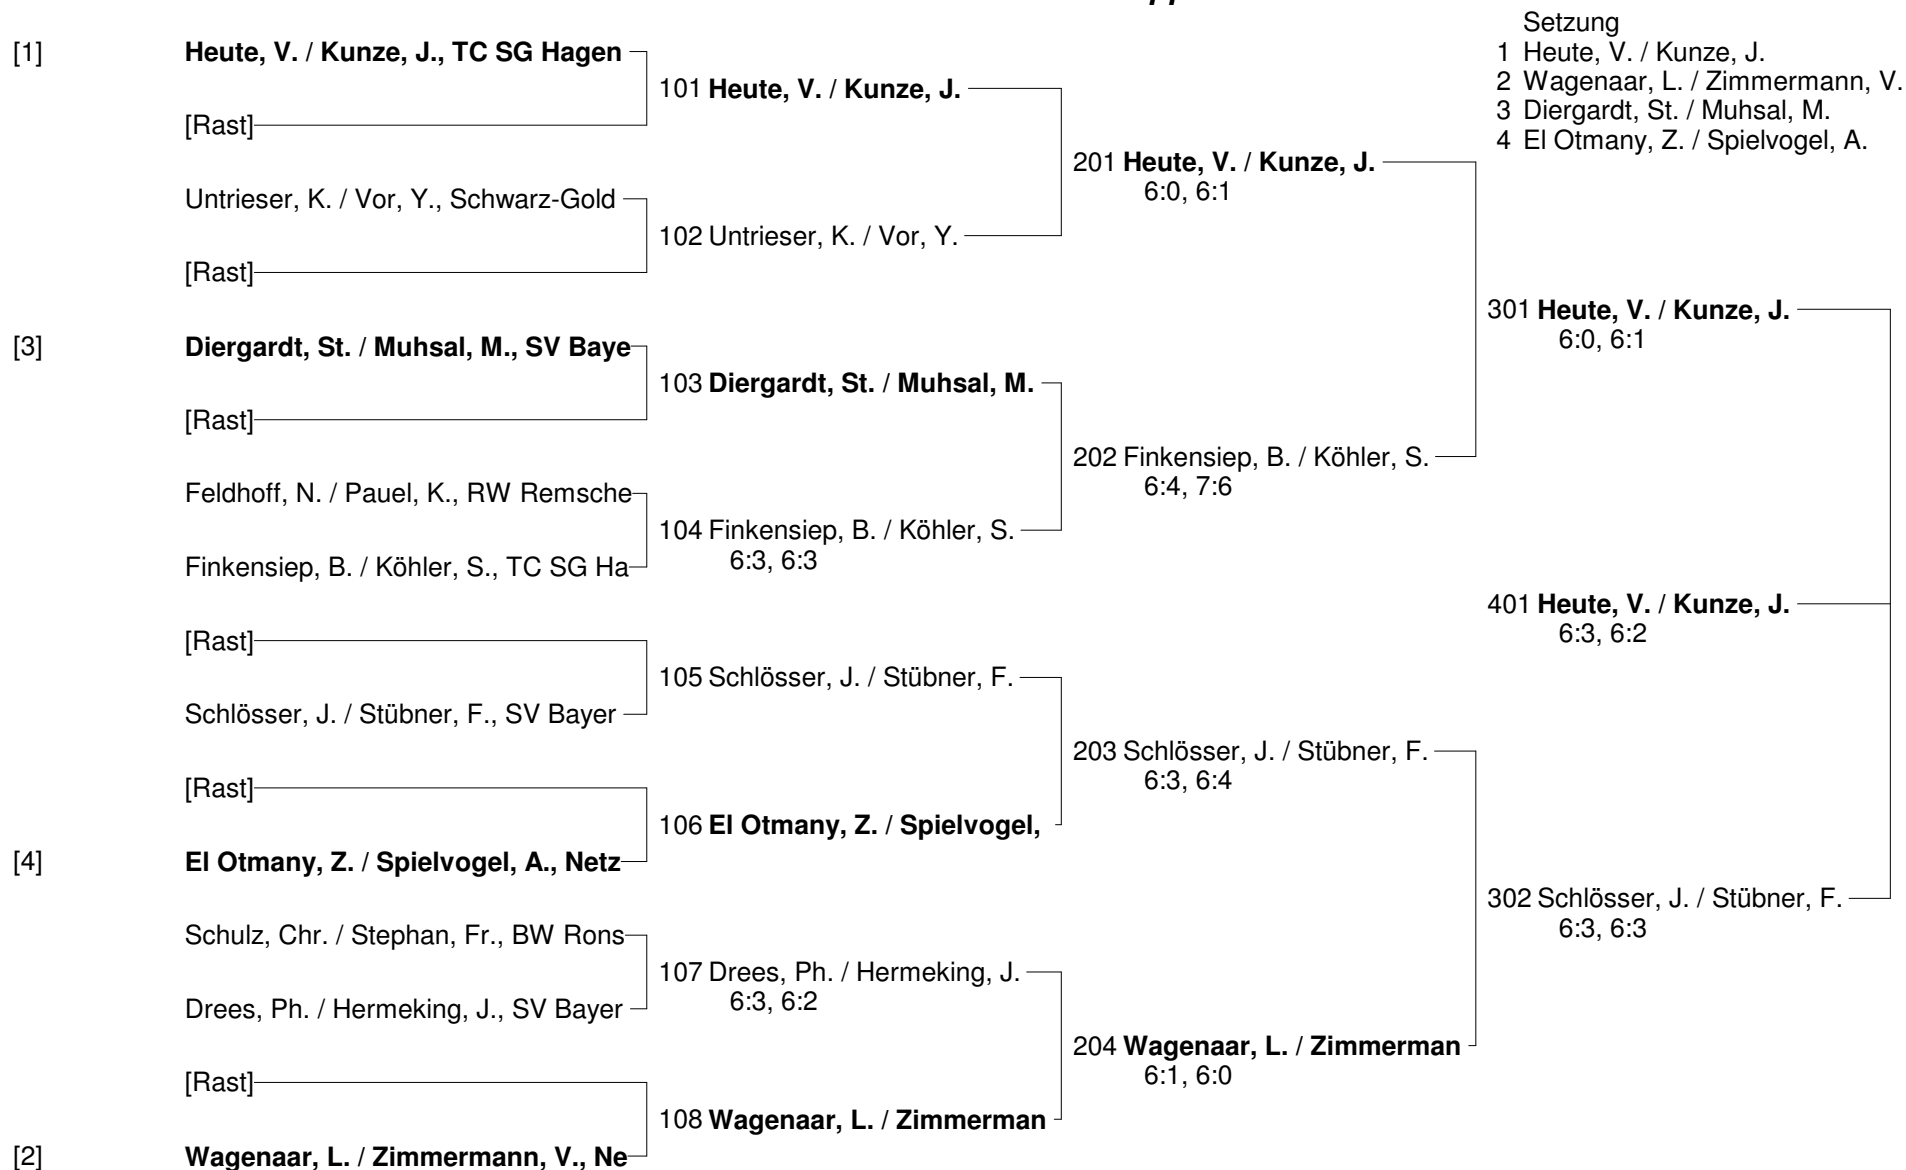 Setzung
1 Heute, V. / Kunze, J.
2 Wagenaar, L. / Zimmermann, V.
3 Diergardt, St. / Muhsal, M.
4 El Otmany, Z. / Spielvogel, A.
[1] Heute, V. / Kunze, J., TC SG Hagen
101 Heute, V. / Kunze, J.
[Rast]
201 Heute, V. / Kunze, J.
6:0, 6:1
Untrieser, K. / Vor, Y., Schwarz-Gold
102 Untrieser, K. / Vor, Y.
[Rast]
301 Heute, V. / Kunze, J.
6:0, 6:1
[3] Diergardt, St. / Muhsal, M., SV Baye
103 Diergardt, St. / Muhsal, M.
[Rast]
202 Finkensiep, B. / Köhler, S.
6:4, 7:6
Feldhoff, N. / Pauel, K., RW Remsche
104 Finkensiep, B. / Köhler, S.
6:3, 6:3
Finkensiep, B. / Köhler, S., TC SG Ha
401 Heute, V. / Kunze, J.
6:3, 6:2
[Rast]
105 Schlösser, J. / Stübner, F.
Schlösser, J. / Stübner, F., SV Bayer
203 Schlösser, J. / Stübner, F.
6:3, 6:4
[Rast]
106 El Otmany, Z. / Spielvogel,
[4] El Otmany, Z. / Spielvogel, A., Netz
302 Schlösser, J. / Stübner, F.
6:3, 6:3
Schulz, Chr. / Stephan, Fr., BW Rons
107 Drees, Ph. / Hermeking, J.
6:3, 6:2
Drees, Ph. / Hermeking, J., SV Bayer
204 Wagenaar, L. / Zimmerman
6:1, 6:0
[Rast]
108 Wagenaar, L. / Zimmerman
[2] Wagenaar, L. / Zimmermann, V., Ne